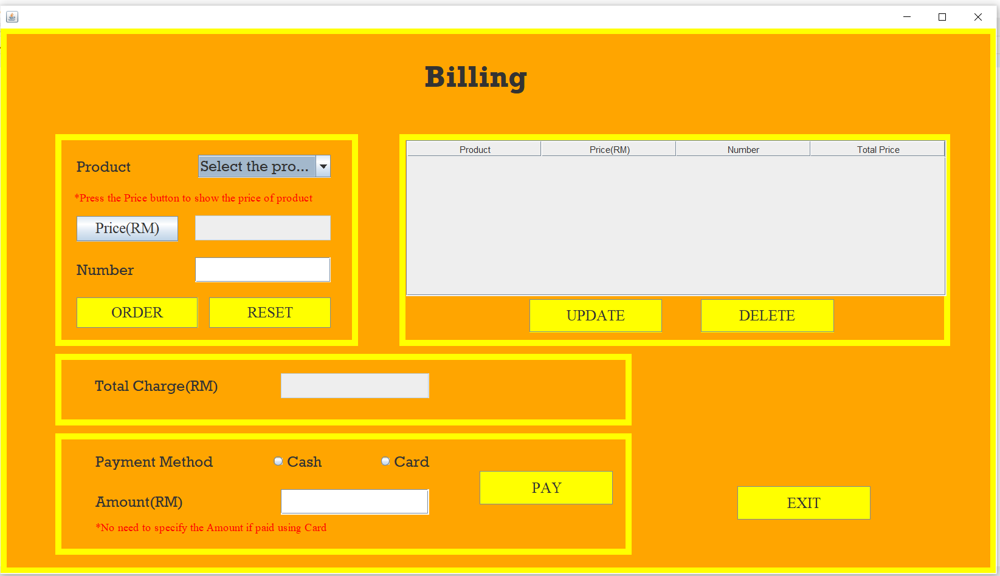 Billing
Product
Select the pro...
*Press the Price button to show the price of product
Price(RM)
Number
ORDER
RESET
Product Price(RM) Number Total Price
UPDATE
DELETE
Total Charge(RM)
Payment Method
Cash
Card
Amount(RM)
*No need to specify the Amount if paid using Card
PAY
EXIT